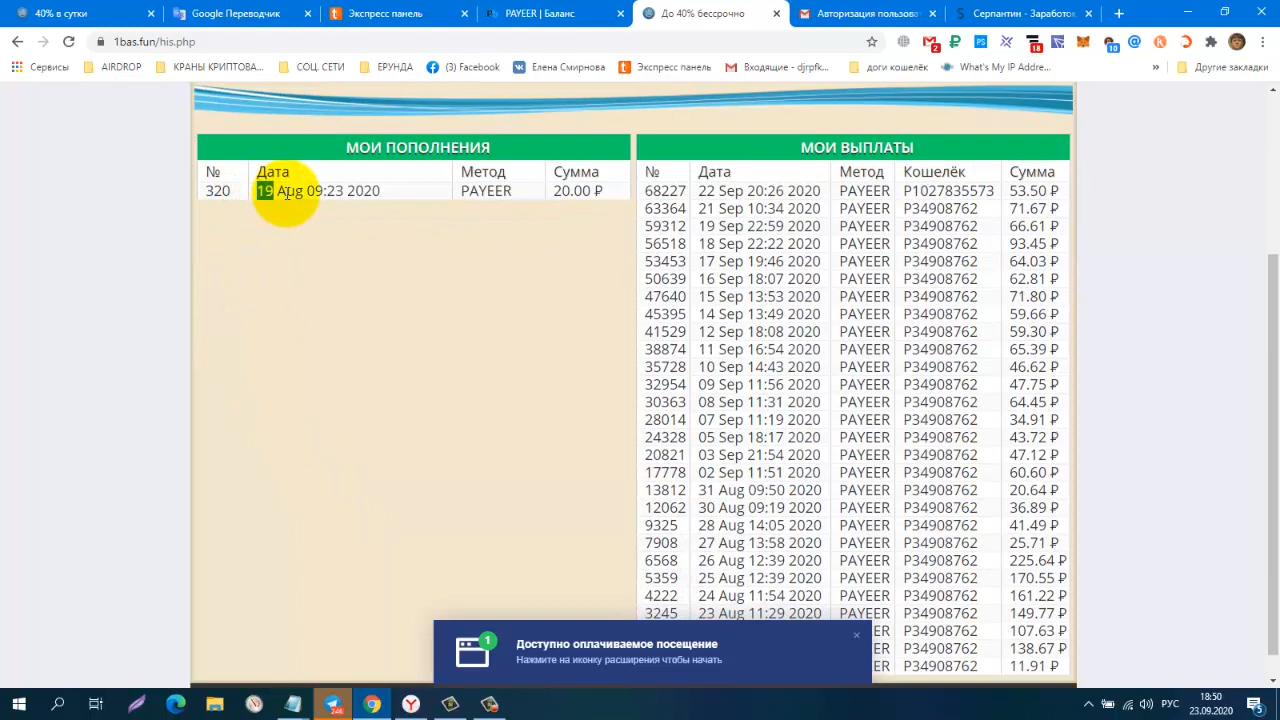 40% в сутки
Google Переводчик
Экспресс панель
PAYEER | Баланс
До 40% бессрочно
Авторизация пользоват
Серпантин - Заработок
1bas.fun/his.php
2
18
10
Сервисы
AIRDROP
КРАНЫ КРИПТОВА...
СОЦ. СЕТИ
ЕРУНДА
(3) Facebook
Елена Смирнова
Экспресс панель
Входящие - djrpfk...
доги кошелёк
What's My IP Addre...
Другие закладки
МОИ ПОПОЛНЕНИЯ
№ Дата Метод Сумма
320 19 Aug 09:23 2020 PAYEER 20.00 ₽
МОИ ВЫПЛАТЫ
№ Дата Метод Кошелёк Сумма
68227 22 Sep 20:26 2020 PAYEER P1027835573 53.50 ₽
63364 21 Sep 10:34 2020 PAYEER P34908762 71.67 ₽
59312 19 Sep 22:59 2020 PAYEER P34908762 66.61 ₽
56518 18 Sep 22:22 2020 PAYEER P34908762 93.45 ₽
53453 17 Sep 19:46 2020 PAYEER P34908762 64.03 ₽
50639 16 Sep 18:07 2020 PAYEER P34908762 62.81 ₽
47640 15 Sep 13:53 2020 PAYEER P34908762 71.80 ₽
45395 14 Sep 13:49 2020 PAYEER P34908762 59.66 ₽
41529 12 Sep 18:08 2020 PAYEER P34908762 59.30 ₽
38874 11 Sep 16:54 2020 PAYEER P34908762 65.39 ₽
35728 10 Sep 14:43 2020 PAYEER P34908762 46.62 ₽
32954 09 Sep 11:56 2020 PAYEER P34908762 47.75 ₽
30363 08 Sep 11:31 2020 PAYEER P34908762 64.45 ₽
28014 07 Sep 11:19 2020 PAYEER P34908762 34.91 ₽
24328 05 Sep 18:17 2020 PAYEER P34908762 43.72 ₽
20821 03 Sep 21:54 2020 PAYEER P34908762 47.12 ₽
17778 02 Sep 11:51 2020 PAYEER P34908762 60.60 ₽
13812 31 Aug 09:50 2020 PAYEER P34908762 20.64 ₽
12062 30 Aug 09:19 2020 PAYEER P34908762 36.89 ₽
9325 28 Aug 14:05 2020 PAYEER P34908762 41.49 ₽
7908 27 Aug 13:58 2020 PAYEER P34908762 25.71 ₽
6568 26 Aug 12:39 2020 PAYEER P34908762 225.64 ₽
5359 25 Aug 12:39 2020 PAYEER P34908762 170.55 ₽
4222 24 Aug 11:54 2020 PAYEER P34908762 161.22 ₽
3245 23 Aug 11:29 2020 PAYEER P34908762 149.77 ₽
ER P34908762 107.63 ₽
ER P34908762 138.67 ₽
ER P34908762 11.91 ₽
1
Доступно оплачиваемое посещение
Нажмите на иконку расширения чтобы начать
246
РУС
18:50
23.09.2020